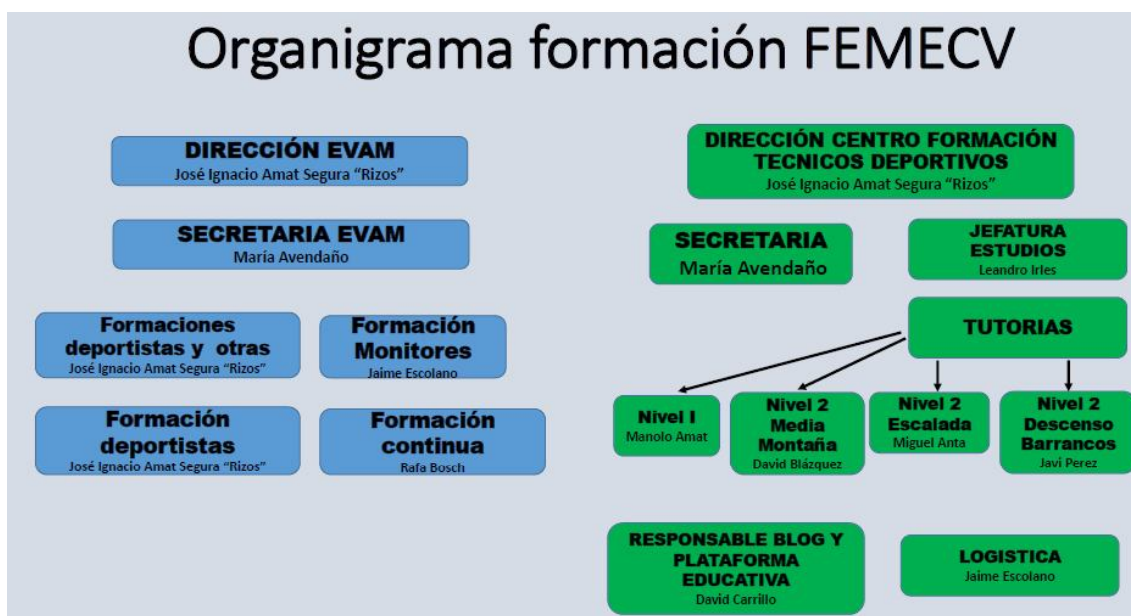 Organigrama formación FEMECV
DIRECCIÓN EVAM
José Ignacio Amat Segura “Rizos”
SECRETARIA EVAM
María Avendaño
Formaciones
deportistas y otras
José Ignacio Amat Segura “Rizos”
Formación
Monitores
Jaime Escolano
Formación
deportistas
José Ignacio Amat Segura “Rizos”
Formación
continua
Rafa Bosch
DIRECCIÓN CENTRO FORMACIÓN
TECNICOS DEPORTIVOS
José Ignacio Amat Segura “Rizos”
SECRETARIA
María Avendaño
JEFATURA
ESTUDIOS
Leandro Irles
TUTORIAS
Nivel I
Manolo Amat
Nivel 2
Media
Montaña
David Blázquez
Nivel 2
Escalada
Miguel Anta
Nivel 2
Descenso
Barrancos
Javi Perez
RESPONSABLE BLOG Y
PLATAFORMA
EDUCATIVA
David Carrillo
LOGISTICA
Jaime Escolano